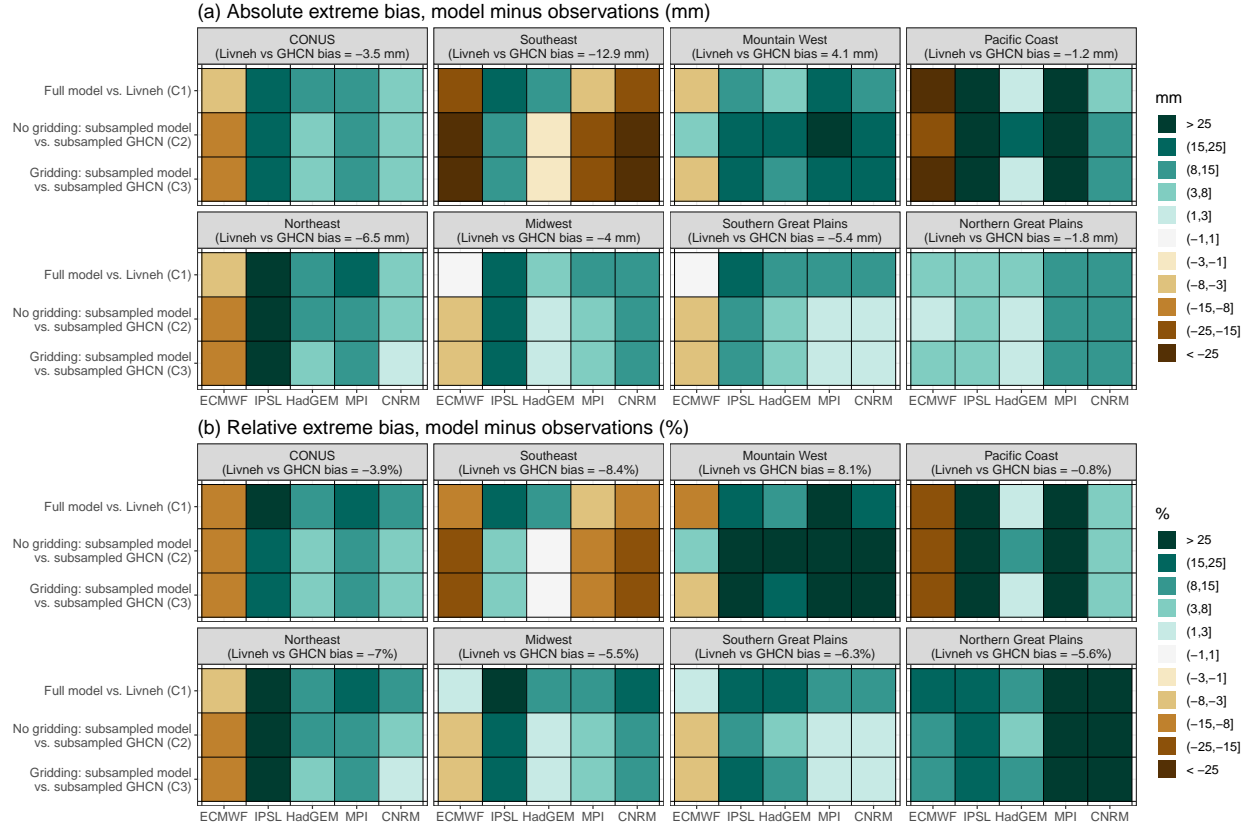 (a) Absolute extreme bias, model minus observations (mm)
CONUS
(Livneh vs GHCN bias = −3.5 mm)
Southeast
(Livneh vs GHCN bias = −12.9 mm)
Mountain West
(Livneh vs GHCN bias = 4.1 mm)
Pacific Coast
(Livneh vs GHCN bias = −1.2 mm)
Full model vs. Livneh (C1)
No gridding: subsampled model
vs. subsampled GHCN (C2)
Gridding: subsampled model
vs. subsampled GHCN (C3)
Northeast
(Livneh vs GHCN bias = −6.5 mm)
Midwest
(Livneh vs GHCN bias = −4 mm)
Southern Great Plains
(Livneh vs GHCN bias = −5.4 mm)
Northern Great Plains
(Livneh vs GHCN bias = −1.8 mm)
Full model vs. Livneh (C1)
No gridding: subsampled model
vs. subsampled GHCN (C2)
Gridding: subsampled model
vs. subsampled GHCN (C3)
ECMWF IPSL HadGEM MPI CNRM
ECMWF IPSL HadGEM MPI CNRM
ECMWF IPSL HadGEM MPI CNRM
ECMWF IPSL HadGEM MPI CNRM
mm
> 25
(15,25]
(8,15]
(3,8]
(1,3]
(−1,1]
(−3,−1]
(−8,−3]
(−15,−8]
(−25,−15]
< −25
(b) Relative extreme bias, model minus observations (%)
CONUS
(Livneh vs GHCN bias = −3.9%)
Southeast
(Livneh vs GHCN bias = −8.4%)
Mountain West
(Livneh vs GHCN bias = 8.1%)
Pacific Coast
(Livneh vs GHCN bias = −0.8%)
Full model vs. Livneh (C1)
No gridding: subsampled model
vs. subsampled GHCN (C2)
Gridding: subsampled model
vs. subsampled GHCN (C3)
Northeast
(Livneh vs GHCN bias = −7%)
Midwest
(Livneh vs GHCN bias = −5.5%)
Southern Great Plains
(Livneh vs GHCN bias = −6.3%)
Northern Great Plains
(Livneh vs GHCN bias = −5.6%)
Full model vs. Livneh (C1)
No gridding: subsampled model
vs. subsampled GHCN (C2)
Gridding: subsampled model
vs. subsampled GHCN (C3)
ECMWF IPSL HadGEM MPI CNRM
ECMWF IPSL HadGEM MPI CNRM
ECMWF IPSL HadGEM MPI CNRM
ECMWF IPSL HadGEM MPI CNRM
%
> 25
(15,25]
(8,15]
(3,8]
(1,3]
(−1,1]
(−3,−1]
(−8,−3]
(−15,−8]
(−25,−15]
< −25